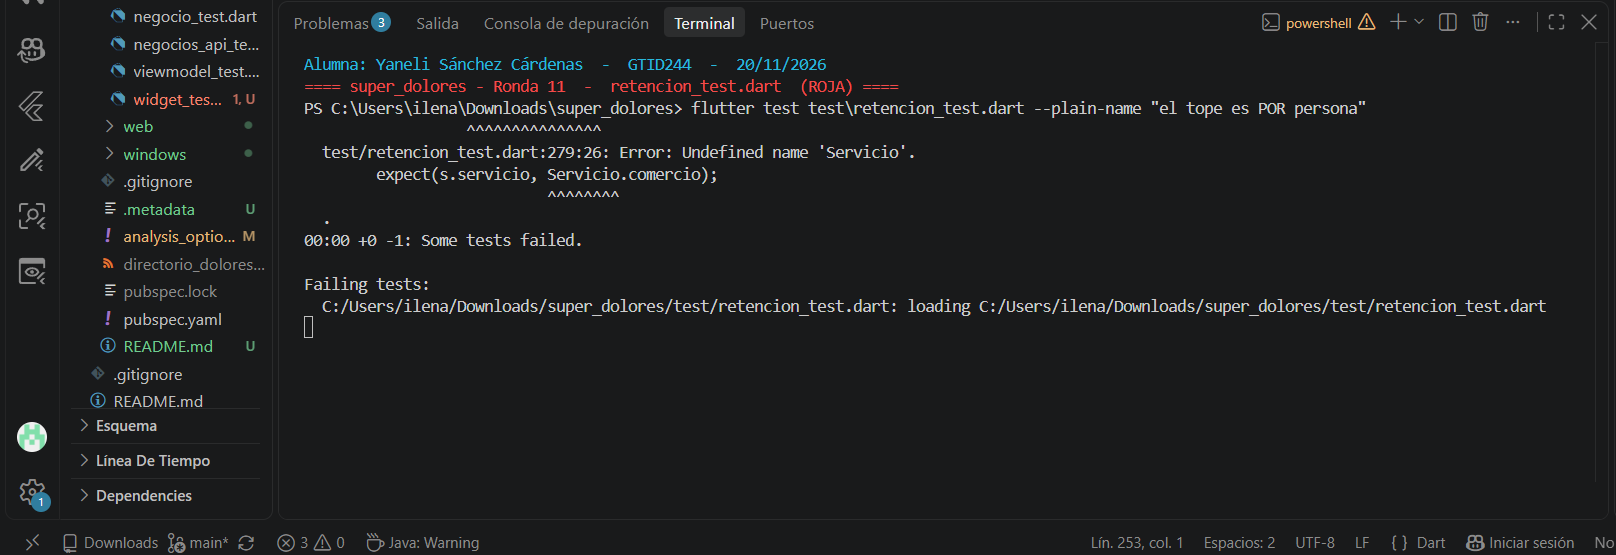 negocio_test.dart
negocios_api_te...
viewmodel_test....
widget_tes... 1, U
web
windows
.gitignore
.metadata U
! analysis_optio... M
directorio_dolores...
pubspec.lock
! pubspec.yaml
README.md U
.gitignore
README.md
Esquema
Línea De Tiempo
Dependencies
1
Problemas 3 Salida Consola de depuración Terminal Puertos
powershell
Alumna: Yaneli Sánchez Cárdenas - GTID244 - 20/11/2026
==== super_dolores - Ronda 11 - retencion_test.dart (ROJA) ====
PS C:\Users\ilena\Downloads\super_dolores> flutter test test\retencion_test.dart --plain-name "el tope es POR persona"
^^^^^^^^^^^^^^^
test/retencion_test.dart:279:26: Error: Undefined name 'Servicio'.
expect(s.servicio, Servicio.comercio);
^^^^^^^^
.
00:00 +0 -1: Some tests failed.
Failing tests:
C:/Users/ilena/Downloads/super_dolores/test/retencion_test.dart: loading C:/Users/ilena/Downloads/super_dolores/test/retencion_test.dart
Downloads main* 3 0 Java: Warning Lín. 253, col. 1 Espacios: 2 UTF-8 LF { } Dart Iniciar sesión No